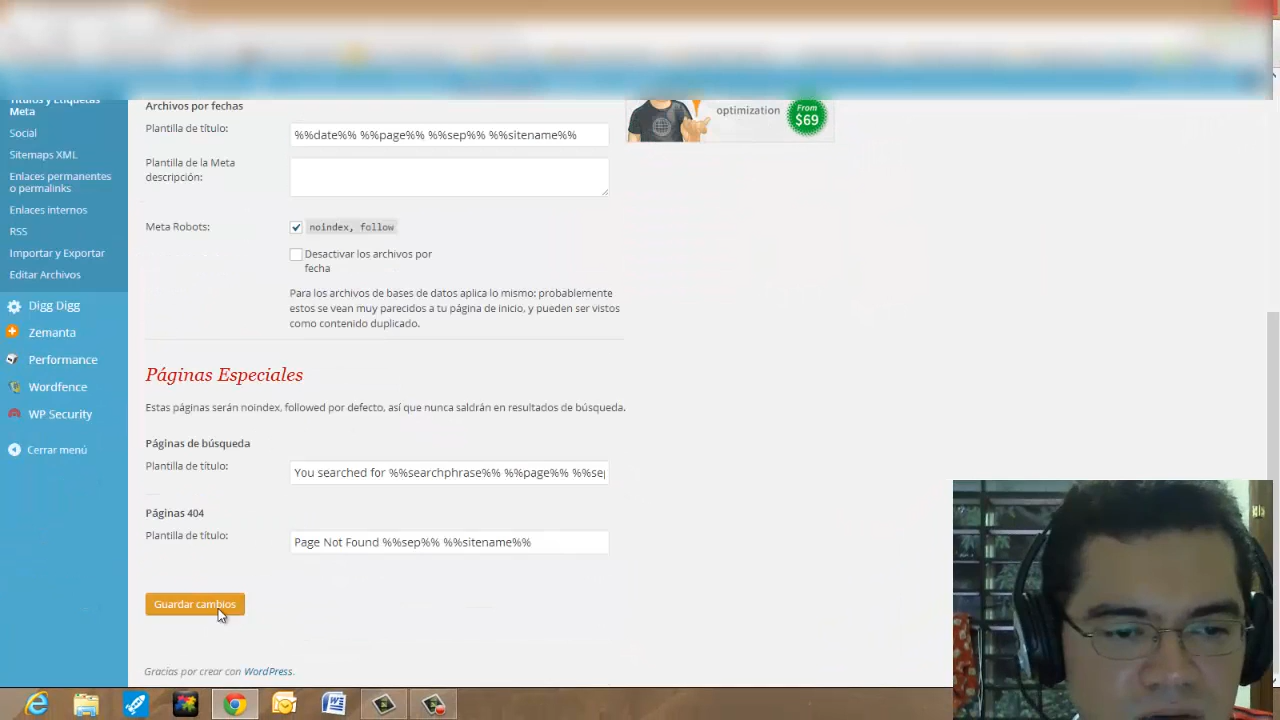 Títulos y Etiquetas
Meta
Social
Sitemaps XML
Enlaces permanentes
o permalinks
Enlaces internos
RSS
Importar y Exportar
Editar Archivos
Digg Digg
Zemanta
Performance
Wordfence
WP Security
Cerrar menú
Archivos por fechas
Plantilla de título:
%%date%% %%page%% %%sep%% %%sitename%%
Plantilla de la Meta
descripción:
Meta Robots:
noindex, follow
Desactivar los archivos por
fecha
Para los archivos de bases de datos aplica lo mismo: probablemente
estos se vean muy parecidos a tu página de inicio, y pueden ser vistos
como contenido duplicado.
Páginas Especiales
Estas páginas serán noindex, followed por defecto, así que nunca saldrán en resultados de búsqueda.
Páginas de búsqueda
Plantilla de título:
You searched for %%searchphrase%% %%page%% %%sep
Páginas 404
Plantilla de título:
Page Not Found %%sep%% %%sitename%%
Guardar cambios
Gracias por crear con WordPress.
optimization
From
$69